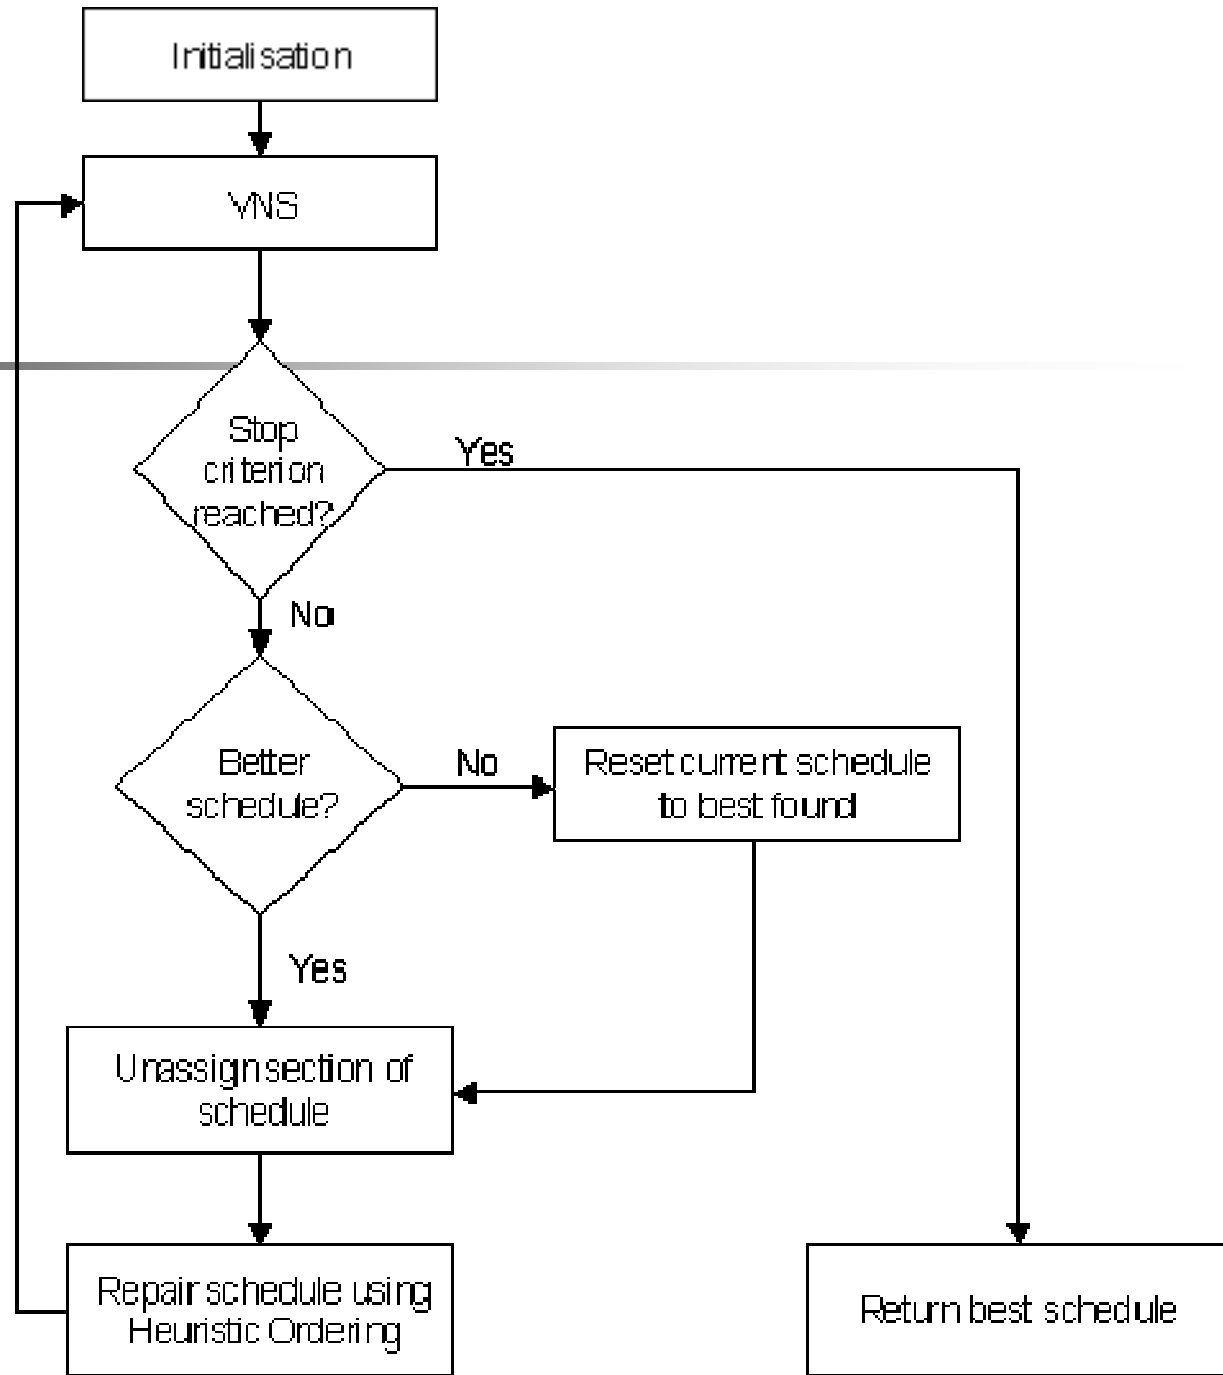 Initialisation
VNS
Stop
criterion
reached?
Yes
No
Better
schedule?
No
Reset current schedule
to best found
Yes
Unassign section of
schedule
Repair schedule using
Heuristic Ordering
Return best schedule